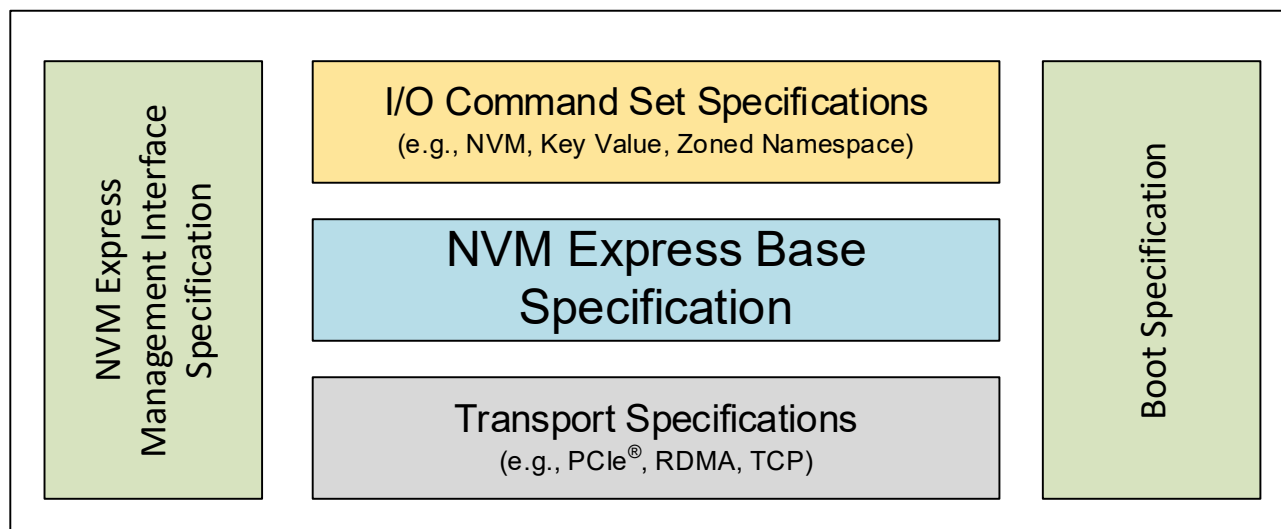 NVM Express
Management Interface
Specification
I/O Command Set Specifications
(e.g., NVM, Key Value, Zoned Namespace)
NVM Express Base
Specification
Transport Specifications
(e.g., PCIe®, RDMA, TCP)
Boot Specification